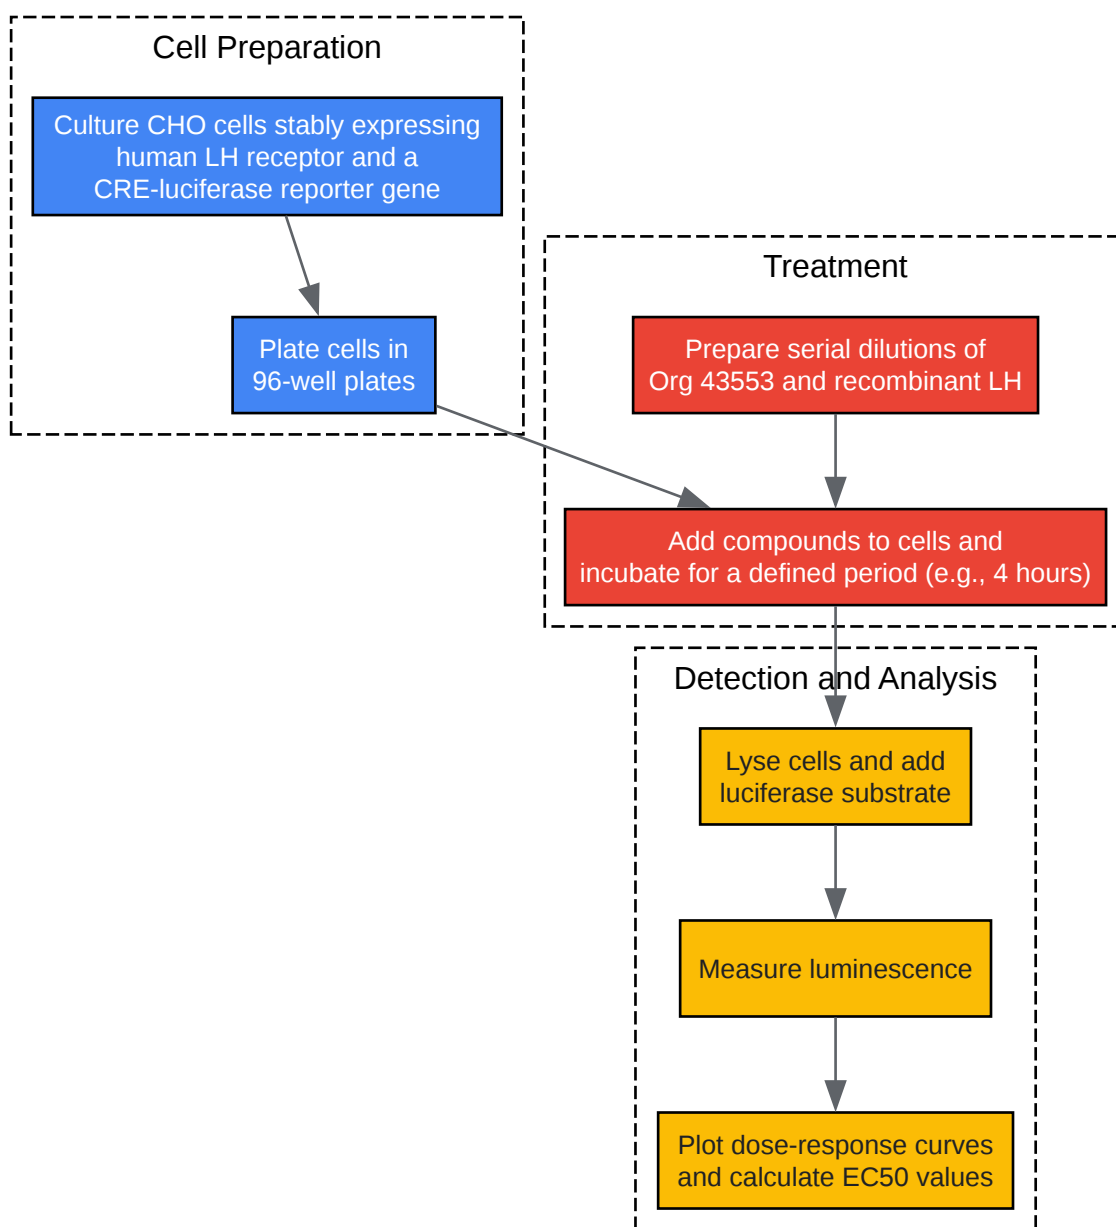 Cell Preparation
Culture CHO cells stably expressing
human LH receptor and a
CRE-luciferase reporter gene
Plate cells in
96-well plates
Treatment
Prepare serial dilutions of
Org 43553 and recombinant LH
Add compounds to cells and
incubate for a defined period (e.g., 4 hours)
Detection and Analysis
Lyse cells and add
luciferase substrate
Measure luminescence
Plot dose-response curves
and calculate EC50 values